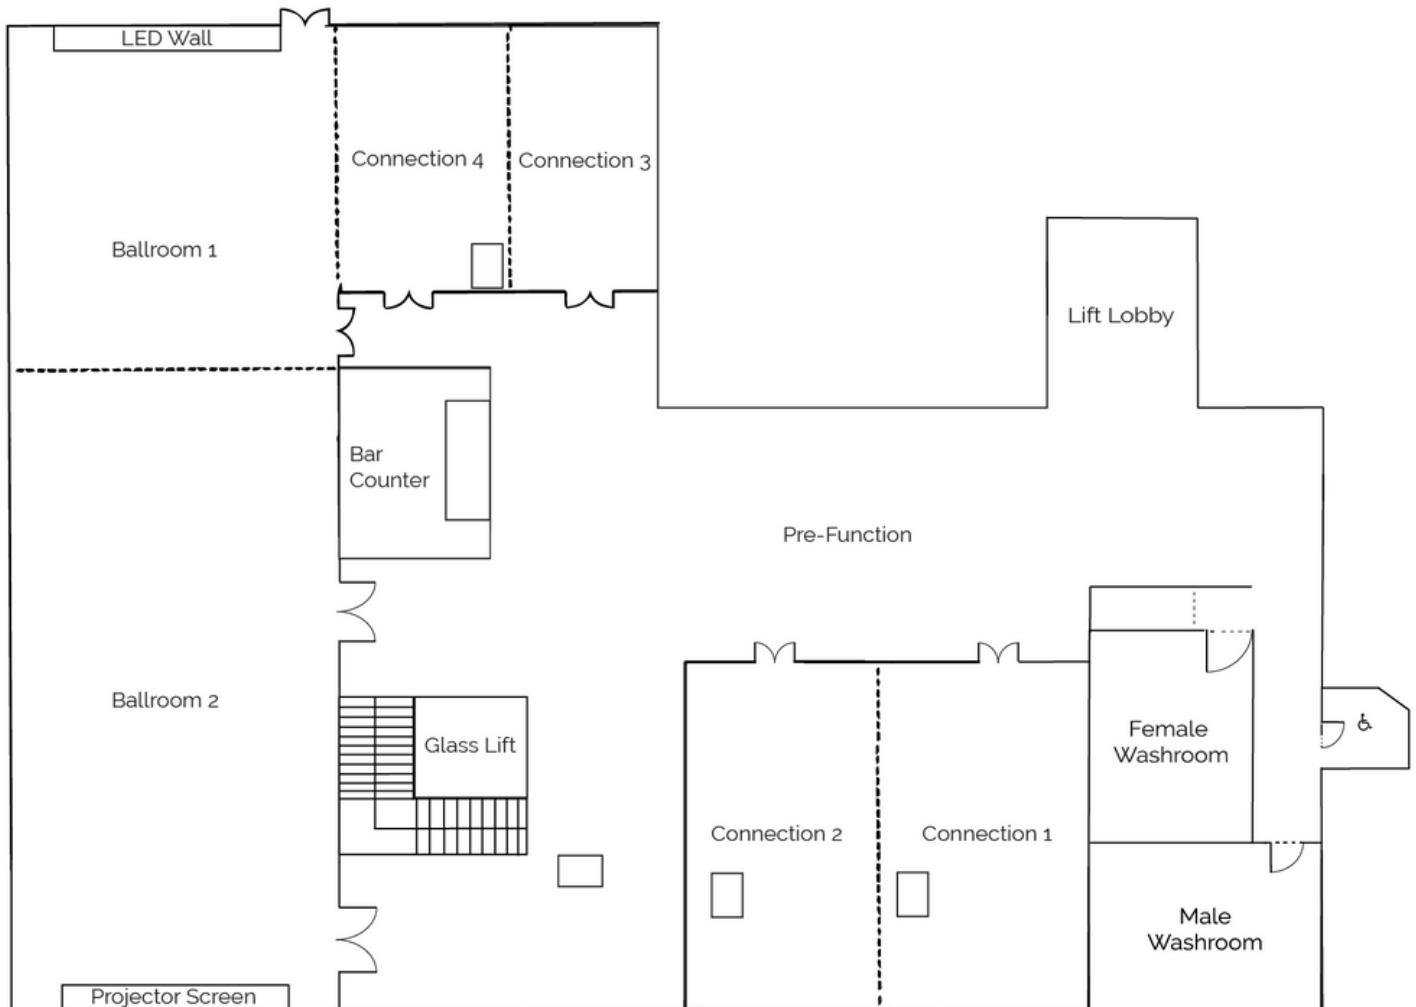 LED Wall
Connection 4
Connection 3
Ballroom 1
Lift Lobby
Bar
Counter
Pre-Function
Ballroom 2
Glass Lift
Female
Washroom
Connection 2
Connection 1
Male
Washroom
Projector Screen